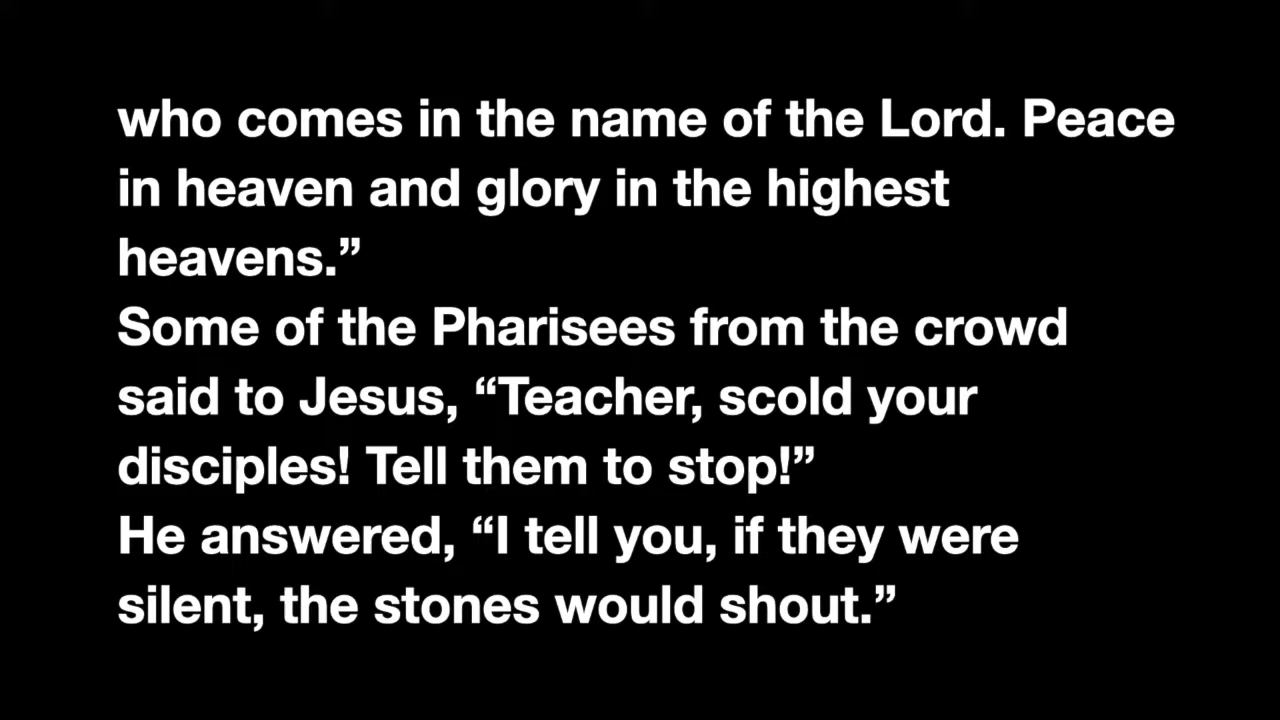 who comes in the name of the Lord. Peace
in heaven and glory in the highest
heavens.”
Some of the Pharisees from the crowd
said to Jesus, “Teacher, scold your
disciples! Tell them to stop!”
He answered, “I tell you, if they were
silent, the stones would shout.”